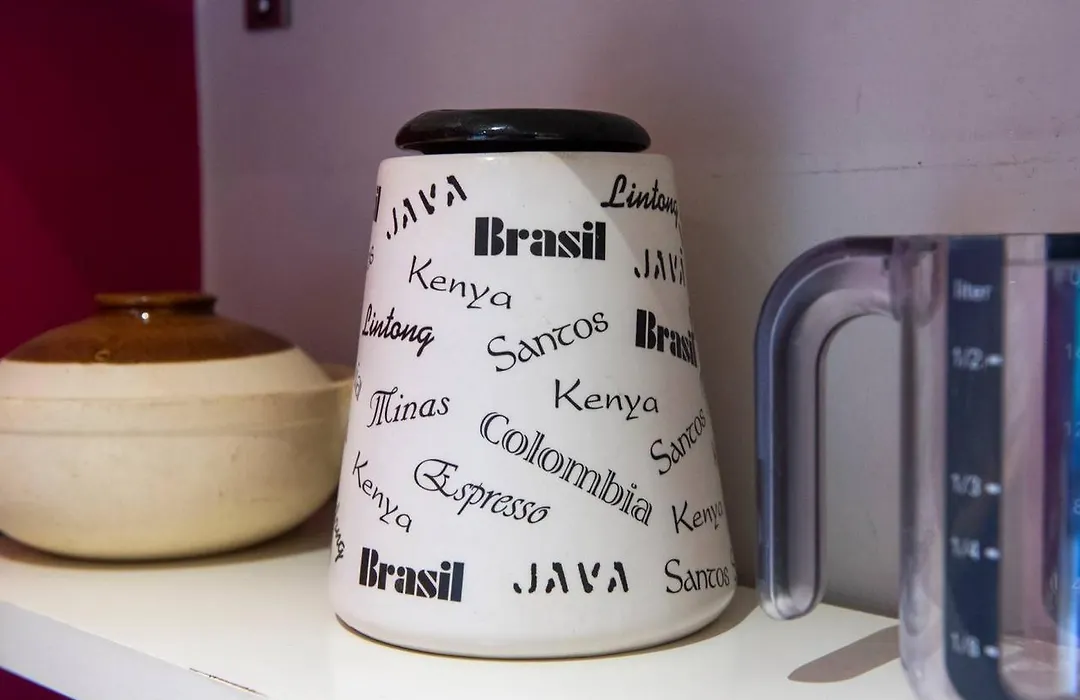 JAVA
Lintong
Brasil
JAVA
Kenya
Lintong
Santos
Brasil
Minas
Kenya
Colombia
Santos
Kenya
Espresso
Kenya
Brasil
JAVA
Santos
liter
1/2
1/3
1/4
1/8